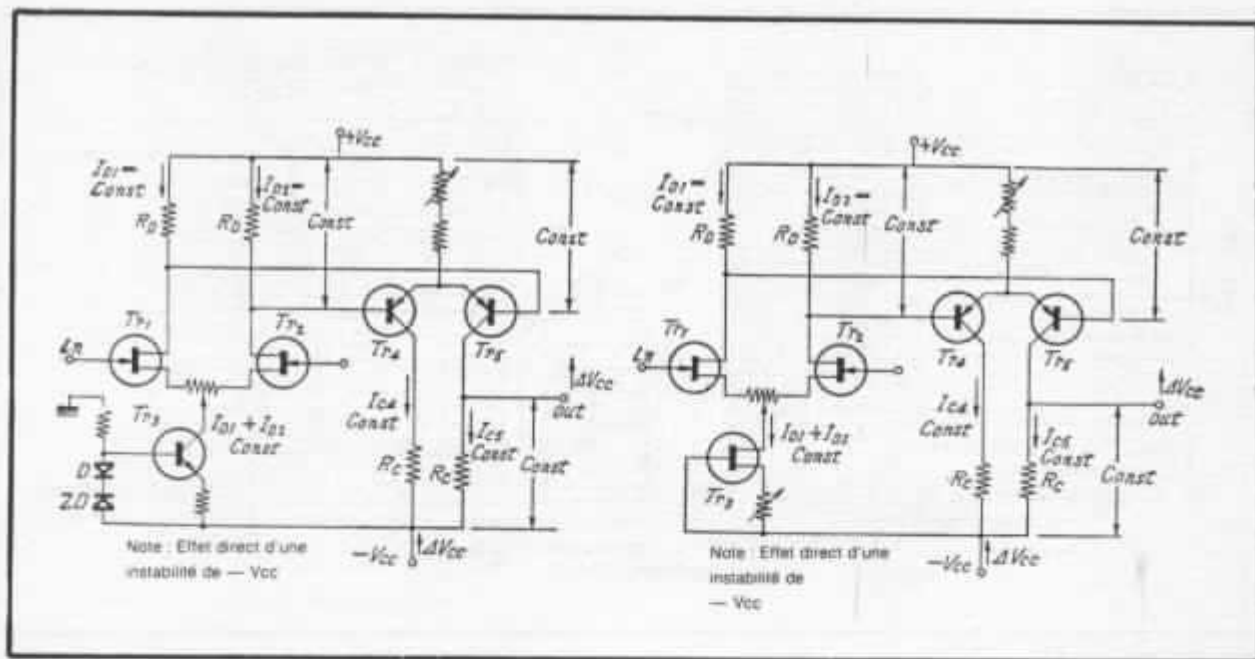 +Vcc
ID1—
Const
ID2—
Const
RD
RD
Const
Const
Tr1
Tr2
In
Tr4
Tr5
Tr3
ID1+ID2
Const
IC4
Const
IC5
Const
Const
ΔVcc
out
D
ZD
RC
RC
—Vcc
ΔVcc
Note : Effet direct d'une
instabilité de — Vcc
+Vcc
ID1—
Const
ID2—
Const
RD
RD
Const
Const
Tr1
Tr2
In
Tr4
Tr5
ID1+ID2
Const
Tr3
IC4
Const
IC5
Const
Const
ΔVcc
out
RC
RC
—Vcc
ΔVcc
Note : Effet direct d'une
instabilité de
— Vcc